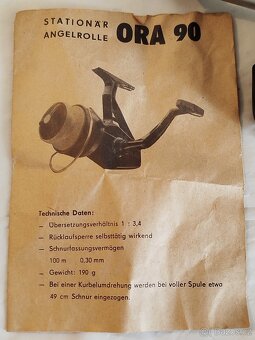 STATIONÄR
ANGELROLLE ORA 90
Technische Daten:
— Übersetzungsverhältnis 1 : 3,4
— Rücklaufsperre selbsttätig wirkend
— Schnurfassungsvermögen
100 m 0,30 mm
— Gewicht: 190 g
— Bei einer Kurbelumdrehung werden bei voller Spule etwa
49 cm Schnur eingezogen.